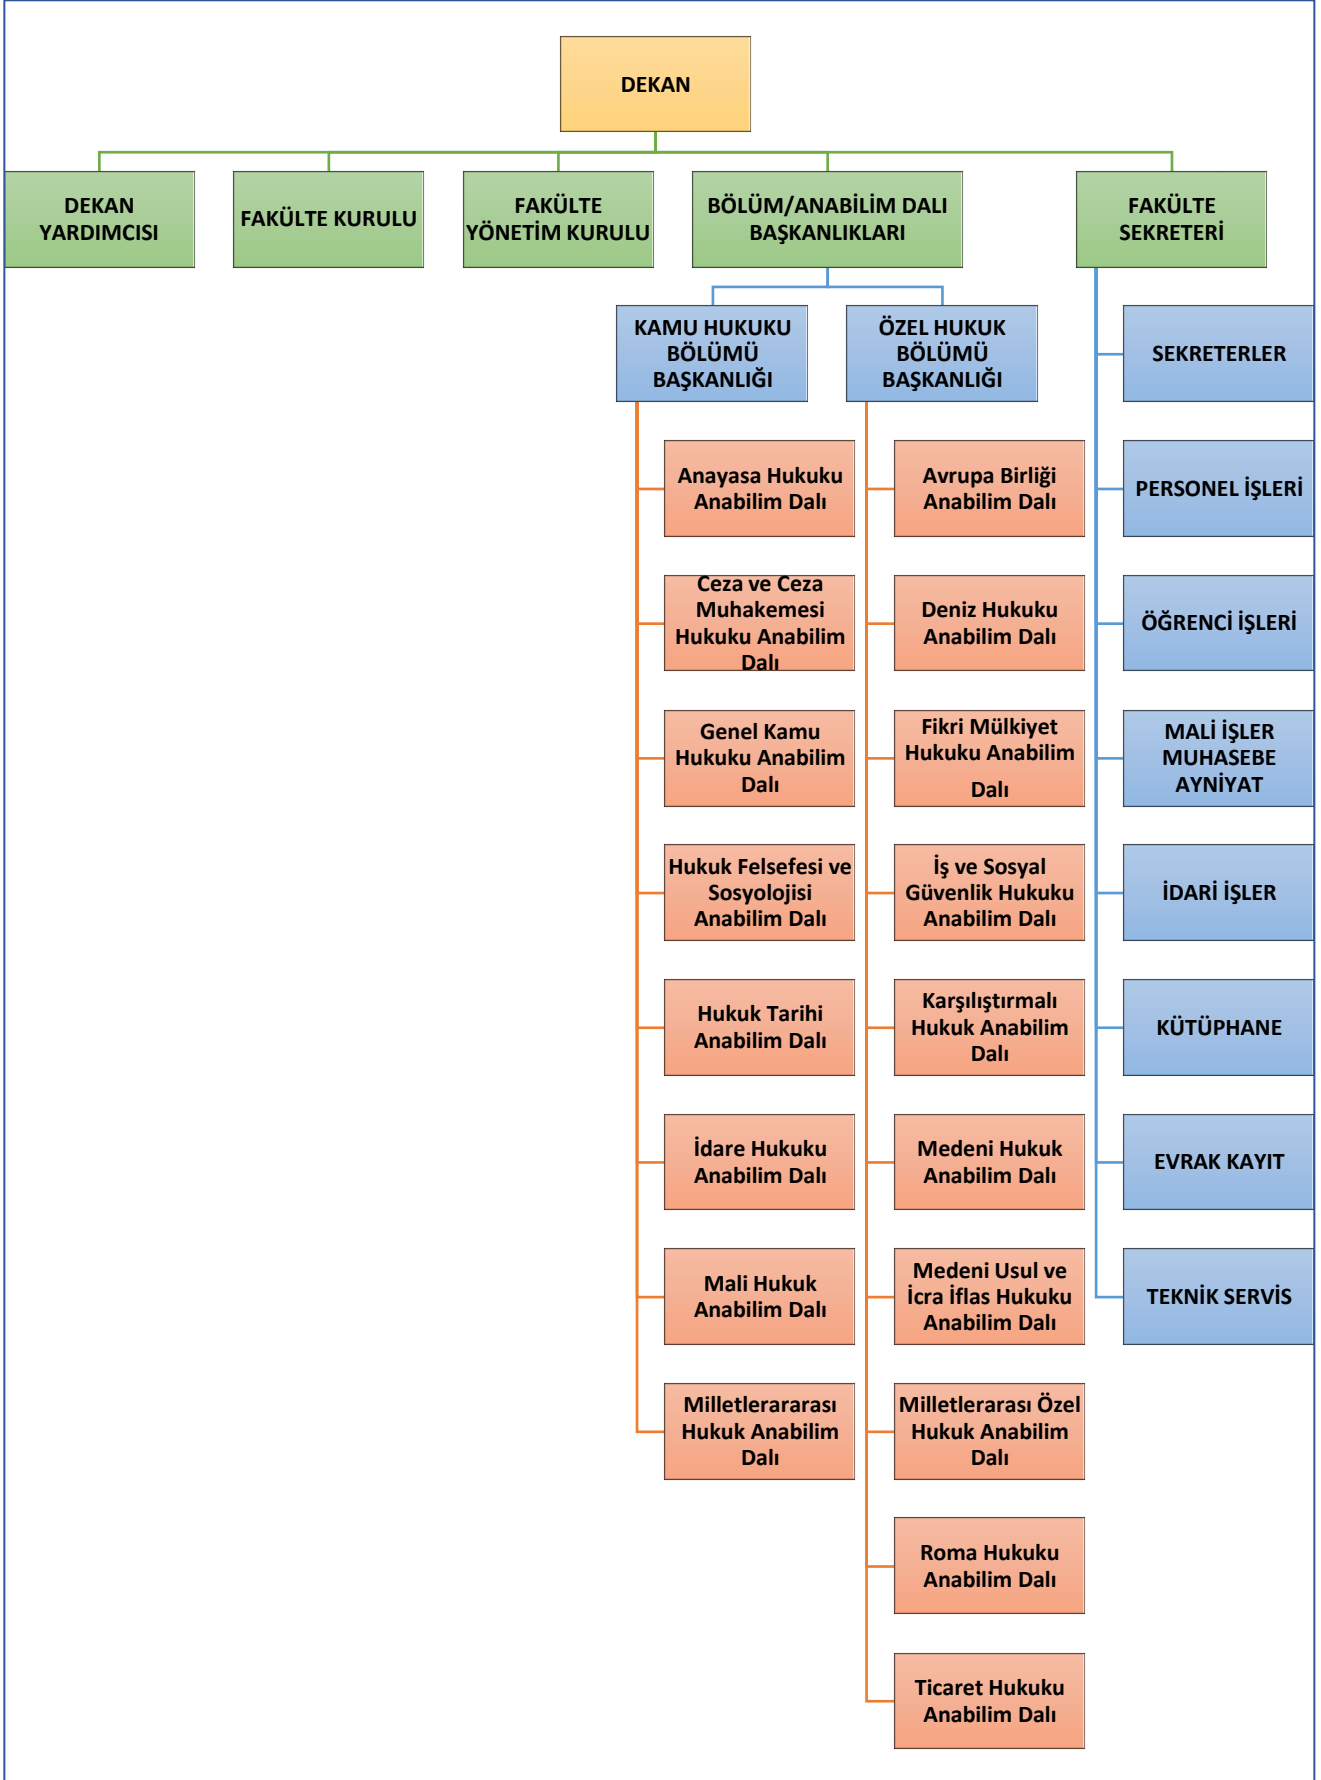 DEKAN
DEKAN
YARDIMCISI
FAKÜLTE KURULU
FAKÜLTE
YÖNETİM KURULU
BÖLÜM/ANABİLİM DALI
BAŞKANLIKLARI
FAKÜLTE
SEKRETERİ
KAMU HUKUKU
BÖLÜMÜ
BAŞKANLIĞI
Anayasa Hukuku
Anabilim Dalı
Ceza ve Ceza
Muhakemesi
Hukuku Anabilim
Dalı
Genel Kamu
Hukuku Anabilim
Dalı
Hukuk Felsefesi ve
Sosyolojisi
Anabilim Dalı
Hukuk Tarihi
Anabilim Dalı
İdare Hukuku
Anabilim Dalı
Mali Hukuk
Anabilim Dalı
Milletlerararası
Hukuk Anabilim
Dalı
ÖZEL HUKUK
BÖLÜMÜ
BAŞKANLIĞI
Avrupa Birliği
Anabilim Dalı
Deniz Hukuku
Anabilim Dalı
Fikri Mülkiyet
Hukuku Anabilim
Dalı
İş ve Sosyal
Güvenlik Hukuku
Anabilim Dalı
Karşılıştırmalı
Hukuk Anabilim
Dalı
Medeni Hukuk
Anabilim Dalı
Medeni Usul ve
İcra İflas Hukuku
Anabilim Dalı
Milletlerarası Özel
Hukuk Anabilim
Dalı
Roma Hukuku
Anabilim Dalı
Ticaret Hukuku
Anabilim Dalı
SEKRETERLER
PERSONEL İŞLERİ
ÖĞRENCİ İŞLERİ
MALİ İŞLER
MUHASEBE
AYNİYAT
İDARİ İŞLER
KÜTÜPHANE
EVRAK KAYIT
TEKNİK SERVİS